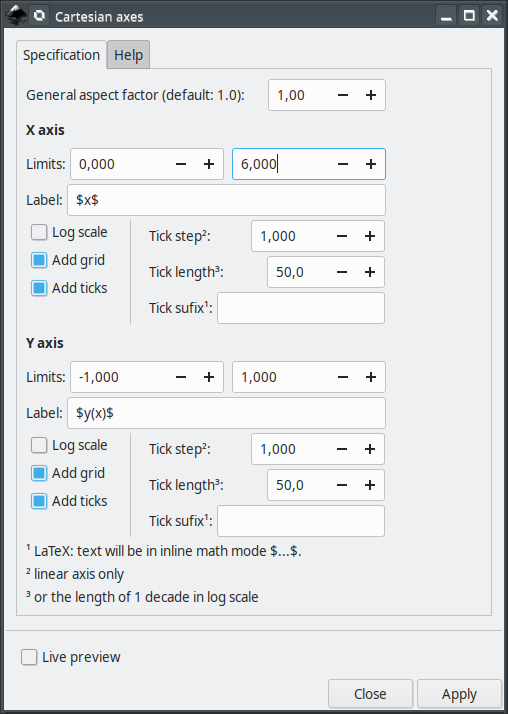 Cartesian axes
Specification Help
General aspect factor (default: 1.0): 1,00
X axis
Limits: 0,000 6,000
Label: $x$
Log scale Tick step²: 1,000
Add grid Tick length³: 50,0
Add ticks Tick sufix¹:
Y axis
Limits: -1,000 1,000
Label: $y(x)$
Log scale Tick step²: 1,000
Add grid Tick length³: 50,0
Add ticks Tick sufix¹:
¹ LaTeX: text will be in inline math mode $...$.
² linear axis only
³ or the length of 1 decade in log scale
Live preview
Close Apply